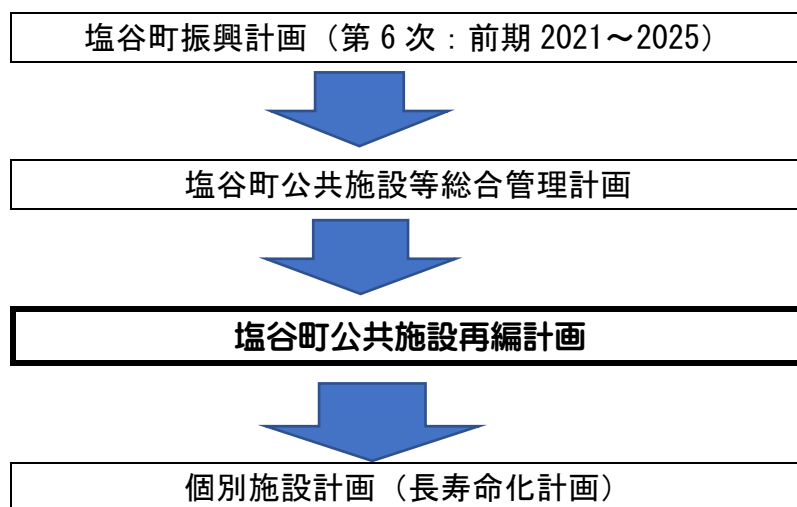 塩谷町振興計画（第６次：前期 2021～2025）
塩谷町公共施設等総合管理計画
塩谷町公共施設再編計画
個別施設計画（長寿命化計画）